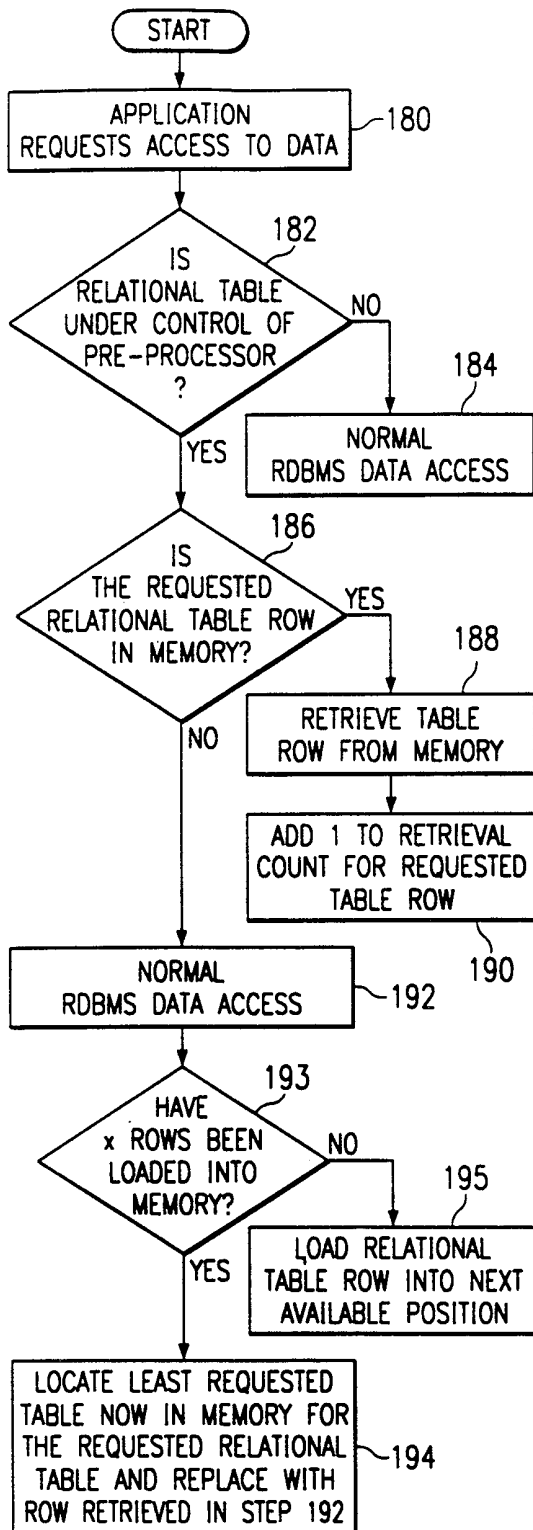 START
APPLICATION
REQUESTS ACCESS TO DATA
180
182
IS
RELATIONAL TABLE
UNDER CONTROL OF
PRE-PROCESSOR
?
NO
184
NORMAL
RDBMS DATA ACCESS
YES
186
IS
THE REQUESTED
RELATIONAL TABLE ROW
IN MEMORY?
YES
188
RETRIEVE TABLE
ROW FROM MEMORY
NO
ADD 1 TO RETRIEVAL
COUNT FOR REQUESTED
TABLE ROW
190
NORMAL
RDBMS DATA ACCESS
192
193
HAVE
x ROWS BEEN
LOADED INTO
MEMORY?
NO
195
LOAD RELATIONAL
TABLE ROW INTO NEXT
AVAILABLE POSITION
YES
LOCATE LEAST REQUESTED
TABLE NOW IN MEMORY FOR
THE REQUESTED RELATIONAL
TABLE AND REPLACE WITH
ROW RETRIEVED IN STEP 192
194